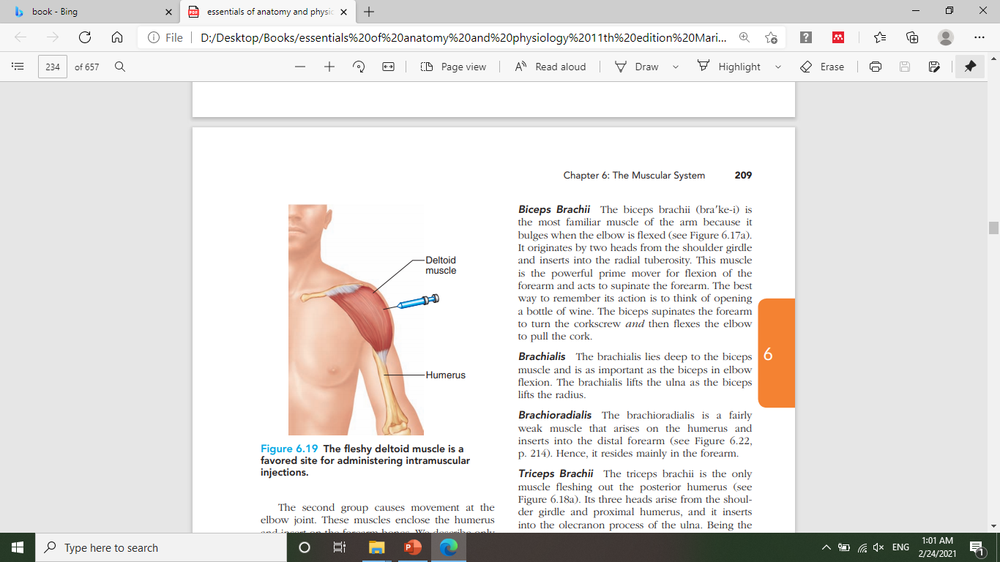 book - Bing
essentials of anatomy and physic
File
D:/Desktop/Books/essentials%20of%20anatomy%20and%20physiology%2011th%20edition%20Mari...
234
of 657
Page view
Read aloud
Draw
Highlight
Erase
Chapter 6: The Muscular System 209
Deltoid
muscle
Humerus
Figure 6.19 The fleshy deltoid muscle is a
favored site for administering intramuscular
injections.
The second group causes movement at the
elbow joint. These muscles enclose the humerus
and insert on the forearm bones. We describe only
Biceps Brachii The biceps brachii (bra′ke-i) is
the most familiar muscle of the arm because it
bulges when the elbow is flexed (see Figure 6.17a).
It originates by two heads from the shoulder girdle
and inserts into the radial tuberosity. This muscle
is the powerful prime mover for flexion of the
forearm and acts to supinate the forearm. The best
way to remember its action is to think of opening
a bottle of wine. The biceps supinates the forearm
to turn the corkscrew and then flexes the elbow
to pull the cork.
Brachialis The brachialis lies deep to the biceps
muscle and is as important as the biceps in elbow
flexion. The brachialis lifts the ulna as the biceps
lifts the radius.
Brachioradialis The brachioradialis is a fairly
weak muscle that arises on the humerus and
inserts into the distal forearm (see Figure 6.22,
p. 214). Hence, it resides mainly in the forearm.
Triceps Brachii The triceps brachii is the only
muscle fleshing out the posterior humerus (see
Figure 6.18a). Its three heads arise from the shoul-
der girdle and proximal humerus, and it inserts
into the olecranon process of the ulna. Being the
6
Type here to search
ENG
1:01 AM
2/24/2021
1